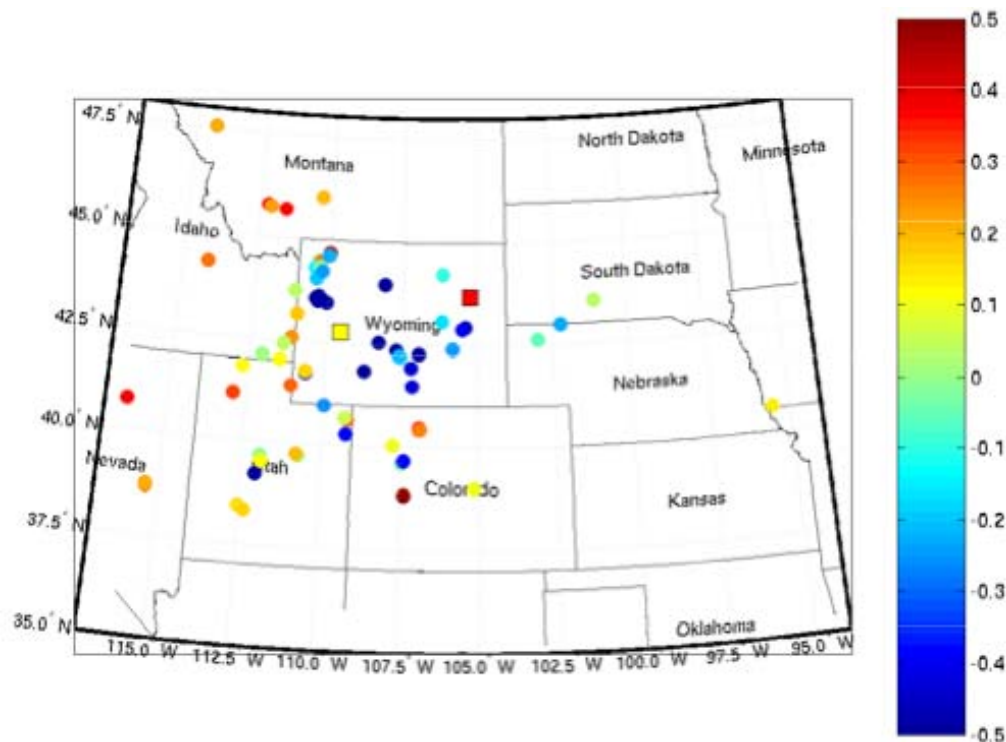 47.5° N
45.0° N
42.5° N
40.0° N
37.5° N
35.0° N
115.0° W
112.5° W
110.0° W
107.5° W
105.0° W
102.5° W
100.0° W
97.5° W
95.0° W
Montana
North Dakota
Minnesota
Idaho
South Dakota
Wyoming
Nebraska
Nevada
Utah
Colorado
Kansas
Oklahoma
0.5
0.4
0.3
0.2
0.1
0
-0.1
-0.2
-0.3
-0.4
-0.5